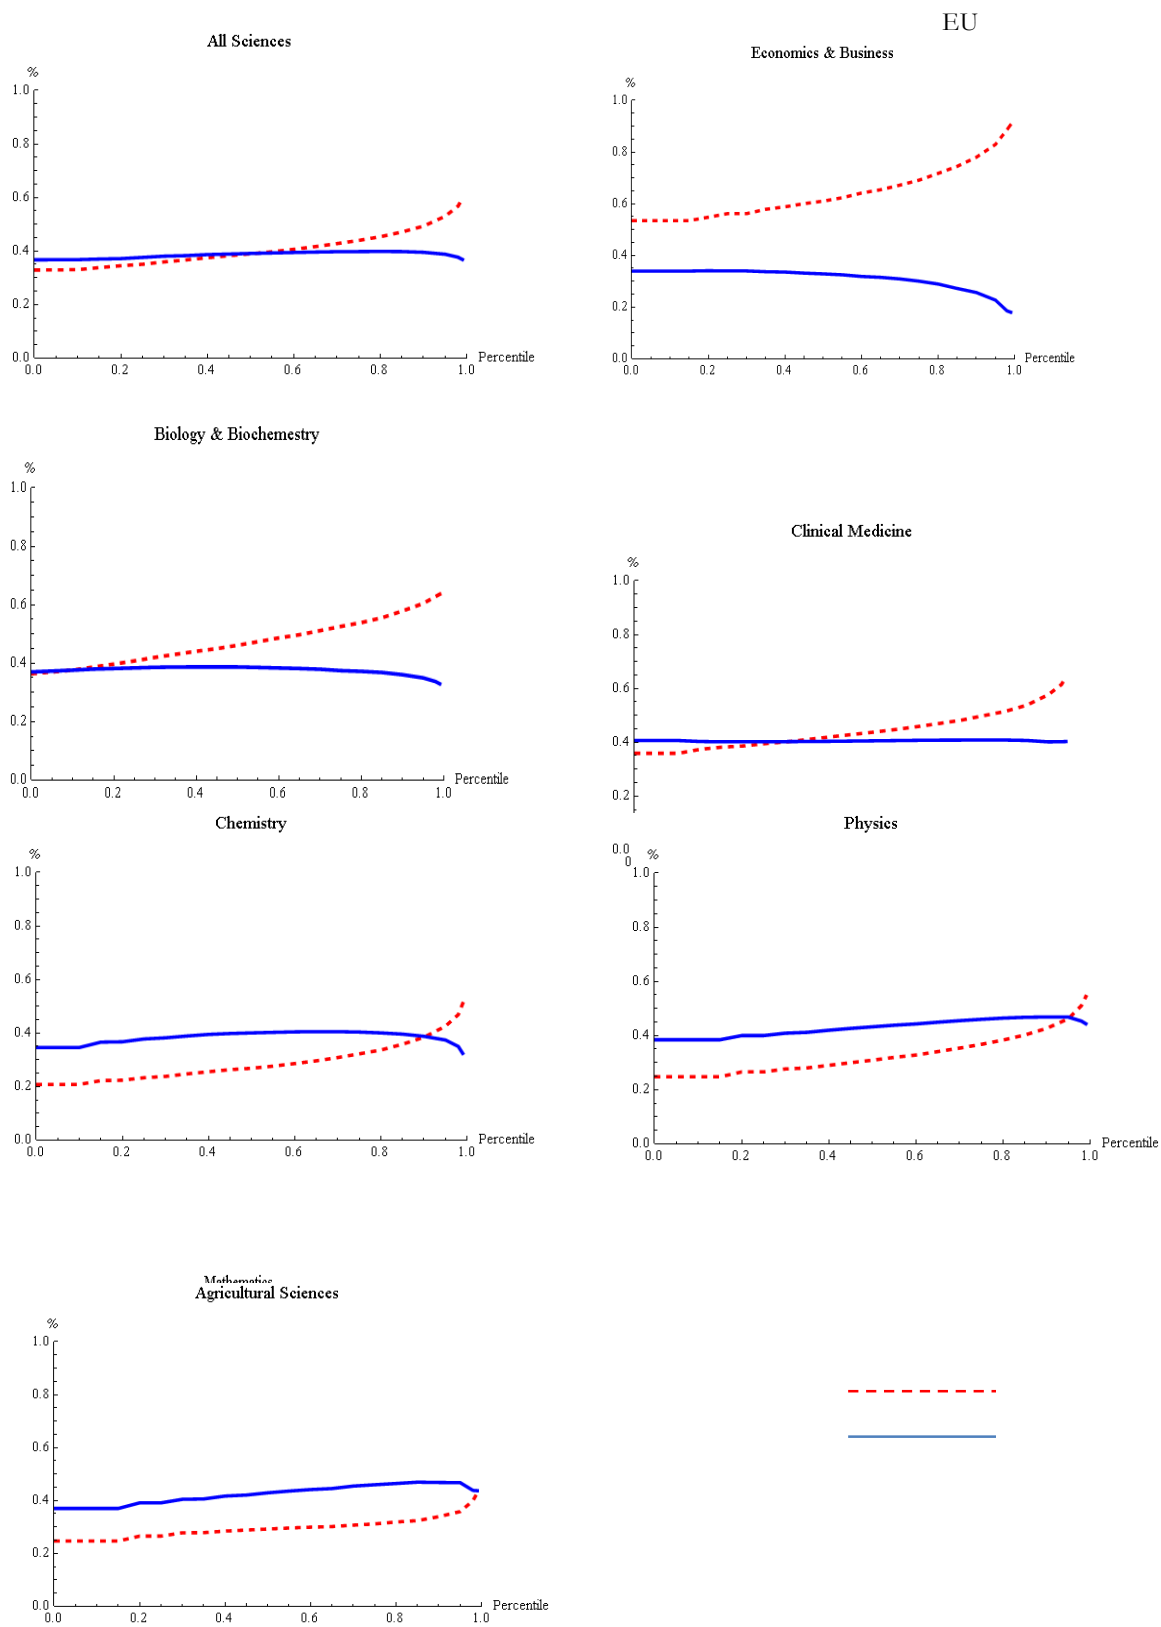 EU
All Sciences
%
1.0
0.8
0.6
0.4
0.2
0.0
0.0 0.2 0.4 0.6 0.8 1.0
Percentile
Economics & Business
%
1.0
0.8
0.6
0.4
0.2
0.0
0.0 0.2 0.4 0.6 0.8 1.0
Percentile
Biology & Biochemestry
%
1.0
0.8
0.6
0.4
0.2
0.0
0.0 0.2 0.4 0.6 0.8 1.0
Percentile
Clinical Medicine
%
1.0
0.8
0.6
0.4
0.2
0.0
0
Chemistry
%
1.0
0.8
0.6
0.4
0.2
0.0
0.0 0.2 0.4 0.6 0.8 1.0
Percentile
Physics
%
1.0
0.8
0.6
0.4
0.2
0.0
0.0 0.2 0.4 0.6 0.8 1.0
Percentile
Mathematics
Agricultural Sciences
%
1.0
0.8
0.6
0.4
0.2
0.0
0.0 0.2 0.4 0.6 0.8 1.0
Percentile